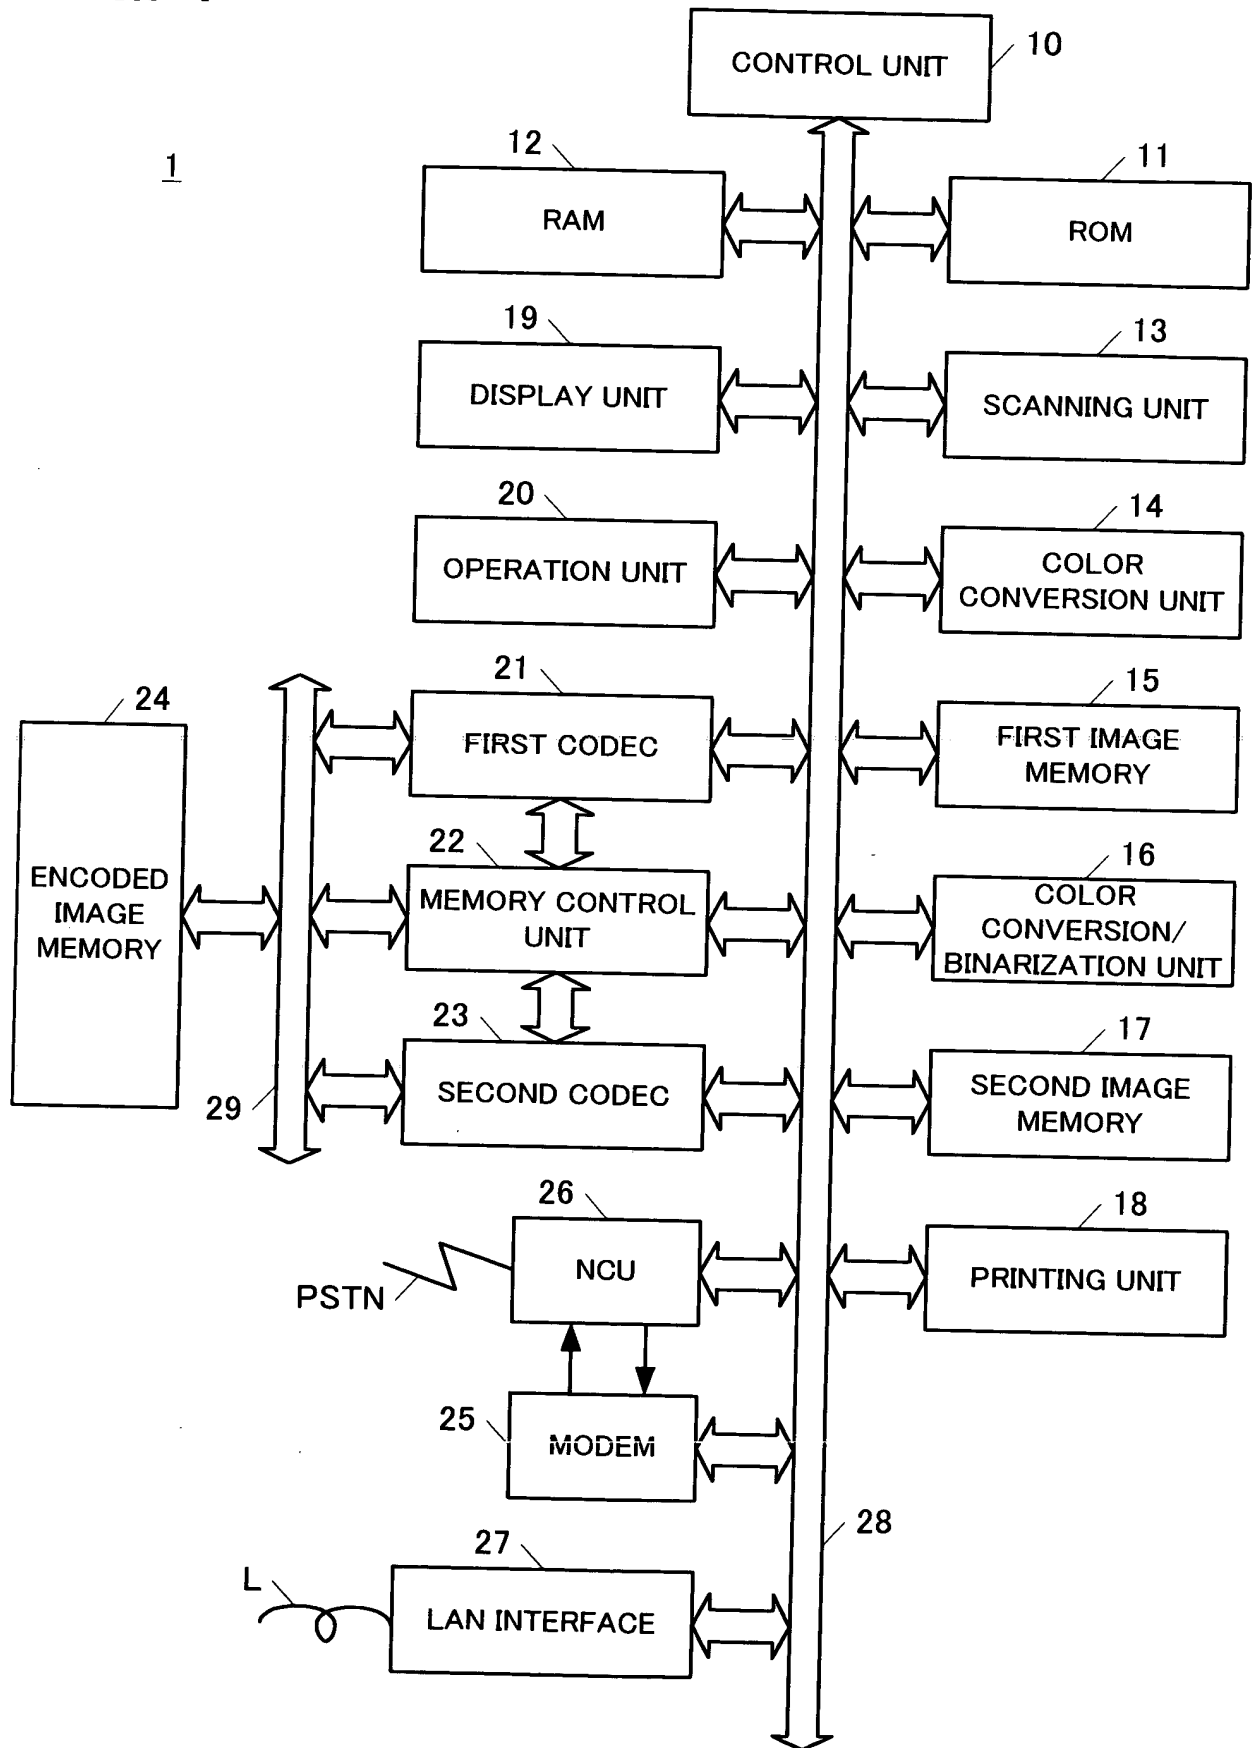 CONTROL UNIT
10
1
12
RAM
11
ROM
19
DISPLAY UNIT
13
SCANNING UNIT
20
OPERATION UNIT
14
COLOR
CONVERSION UNIT
24
ENCODED
IMAGE
MEMORY
21
FIRST CODEC
15
FIRST IMAGE
MEMORY
22
MEMORY CONTROL
UNIT
16
COLOR
CONVERSION/
BINARIZATION UNIT
23
SECOND CODEC
29
17
SECOND IMAGE
MEMORY
26
NCU
PSTN
18
PRINTING UNIT
25
MODEM
28
27
L
LAN INTERFACE